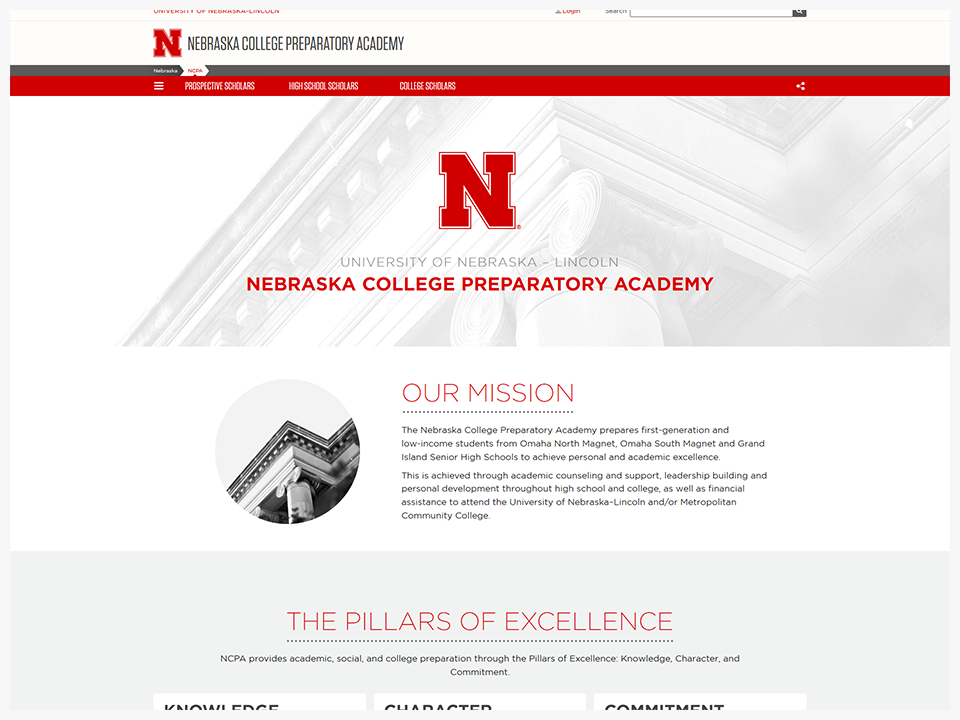 UNIVERSITY OF NEBRASKA–LINCOLN
Login
Search
N NEBRASKA COLLEGE PREPARATORY ACADEMY
Nebraska NCPA
PROSPECTIVE SCHOLARS HIGH SCHOOL SCHOLARS COLLEGE SCHOLARS
N®
UNIVERSITY OF NEBRASKA – LINCOLN
NEBRASKA COLLEGE PREPARATORY ACADEMY
OUR MISSION
The Nebraska College Preparatory Academy prepares first-generation and
low-income students from Omaha North Magnet, Omaha South Magnet and Grand
Island Senior High Schools to achieve personal and academic excellence.
This is achieved through academic counseling and support, leadership building and
personal development throughout high school and college, as well as financial
assistance to attend the University of Nebraska–Lincoln and/or Metropolitan
Community College.
THE PILLARS OF EXCELLENCE
NCPA provides academic, social, and college preparation through the Pillars of Excellence: Knowledge, Character, and
Commitment.
KNOWLEDGE CHARACTER COMMITMENT